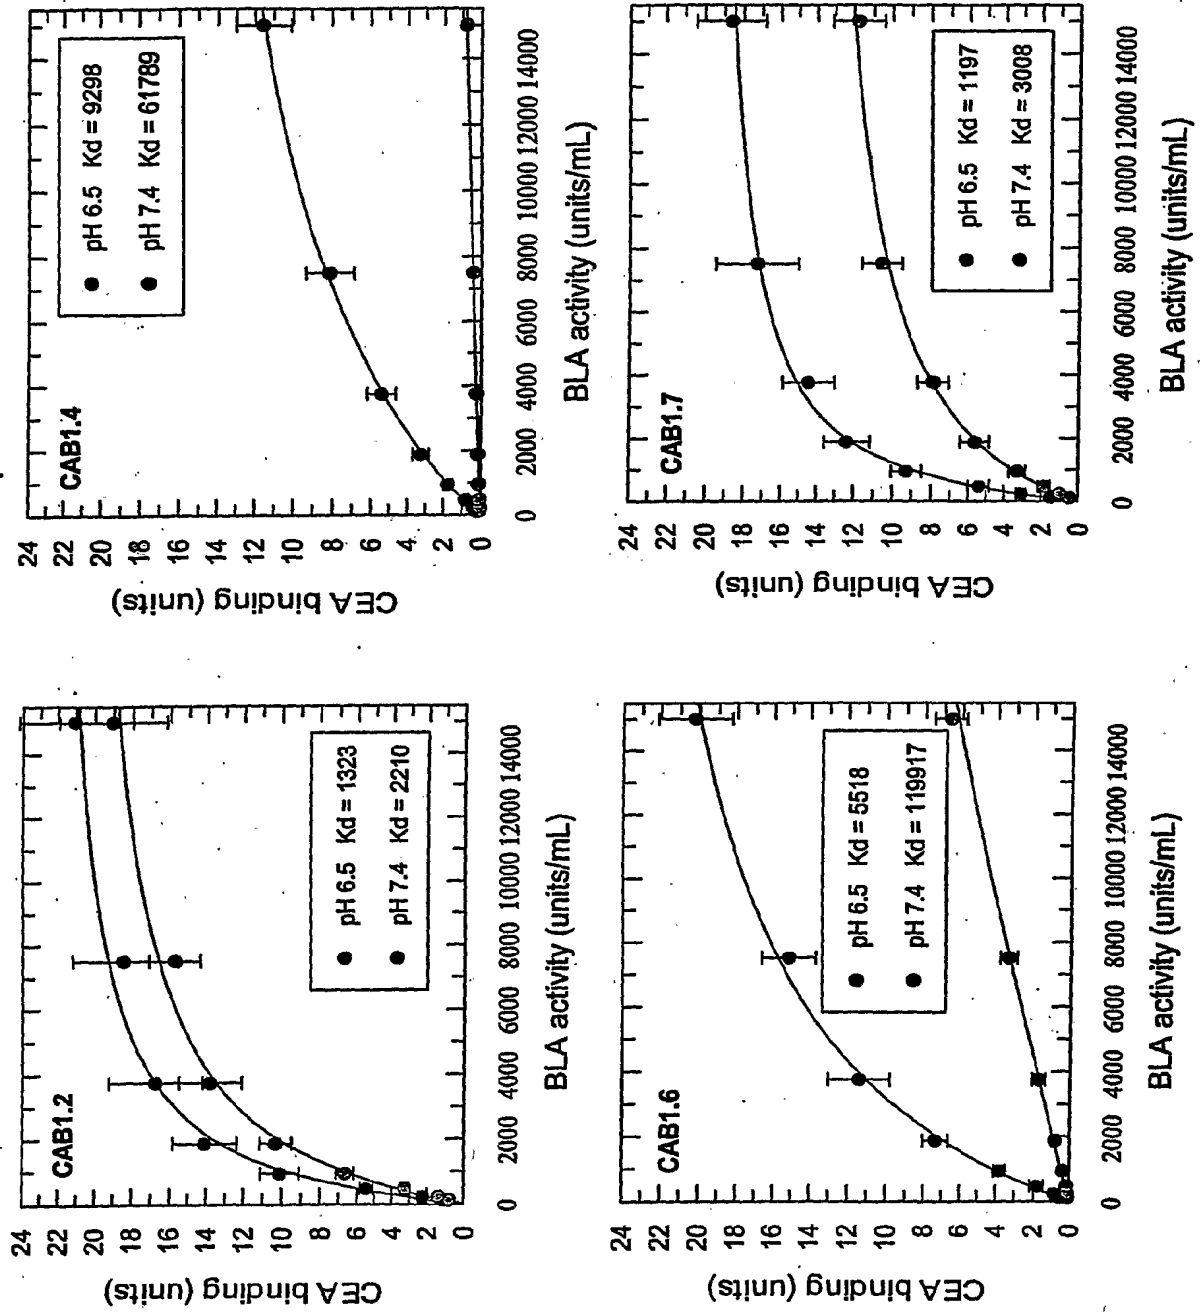 CAB1.2
24
22
20
18
16
14
12
10
8
6
4
2
0
CEA binding (units)
pH 6.5 Kd = 1323
pH 7.4 Kd = 2210
0 2000 4000 6000 8000 10000 12000 14000
BLA activity (units/mL)
CAB1.4
24
22
20
18
16
14
12
10
8
6
4
2
0
CEA binding (units)
pH 6.5 Kd = 9298
pH 7.4 Kd = 61789
0 2000 4000 6000 8000 10000 12000 14000
BLA activity (units/mL)
CAB1.6
24
22
20
18
16
14
12
10
8
6
4
2
0
CEA binding (units)
pH 6.5 Kd = 5518
pH 7.4 Kd = 119917
0 2000 4000 6000 8000 10000 12000 14000
BLA activity (units/mL)
CAB1.7
24
22
20
18
16
14
12
10
8
6
4
2
0
CEA binding (units)
pH 6.5 Kd = 1197
pH 7.4 Kd = 3008
0 2000 4000 6000 8000 10000 12000 14000
BLA activity (units/mL)